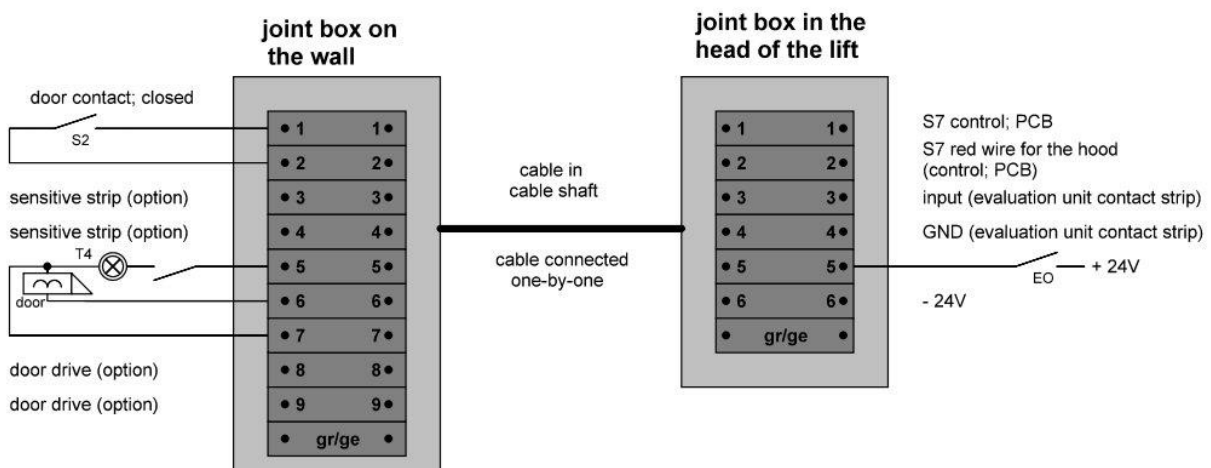 joint box on
the wall
joint box in the
head of the lift
door contact; closed
S2
sensitive strip (option)
sensitive strip (option)
T4
door
door drive (option)
door drive (option)
1 1
2 2
3 3
4 4
5 5
6 6
7 7
8 8
9 9
gr/ge
cable in
cable shaft
cable connected
one-by-one
1 1
2 2
3 3
4 4
5 5
6 6
gr/ge
S7 control; PCB
S7 red wire for the hood
(control; PCB)
input (evaluation unit contact strip)
GND (evaluation unit contact strip)
EO
+ 24V
- 24V